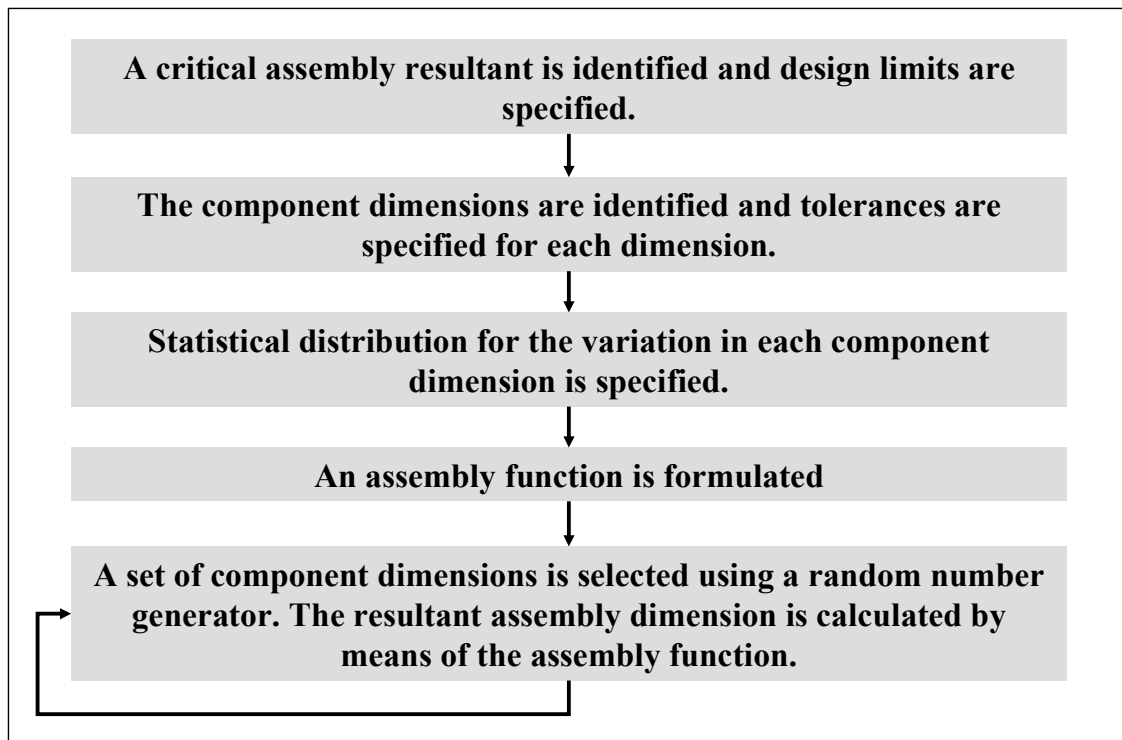 A critical assembly resultant is identified and design limits are
specified.
The component dimensions are identified and tolerances are
specified for each dimension.
Statistical distribution for the variation in each component
dimension is specified.
An assembly function is formulated
A set of component dimensions is selected using a random number
generator. The resultant assembly dimension is calculated by
means of the assembly function.